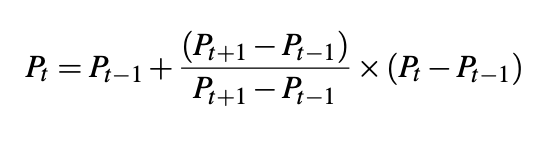 P_t = P_{t-1} + \frac{(P_{t+1} - P_{t-1})}{P_{t+1} - P_{t-1}} \times (P_t - P_{t-1})